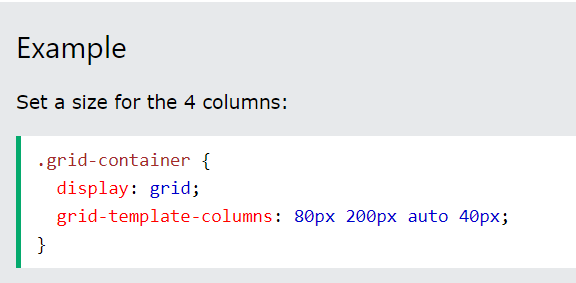 Example
Set a size for the 4 columns:
.grid-container {
  display: grid;
  grid-template-columns: 80px 200px auto 40px;
}